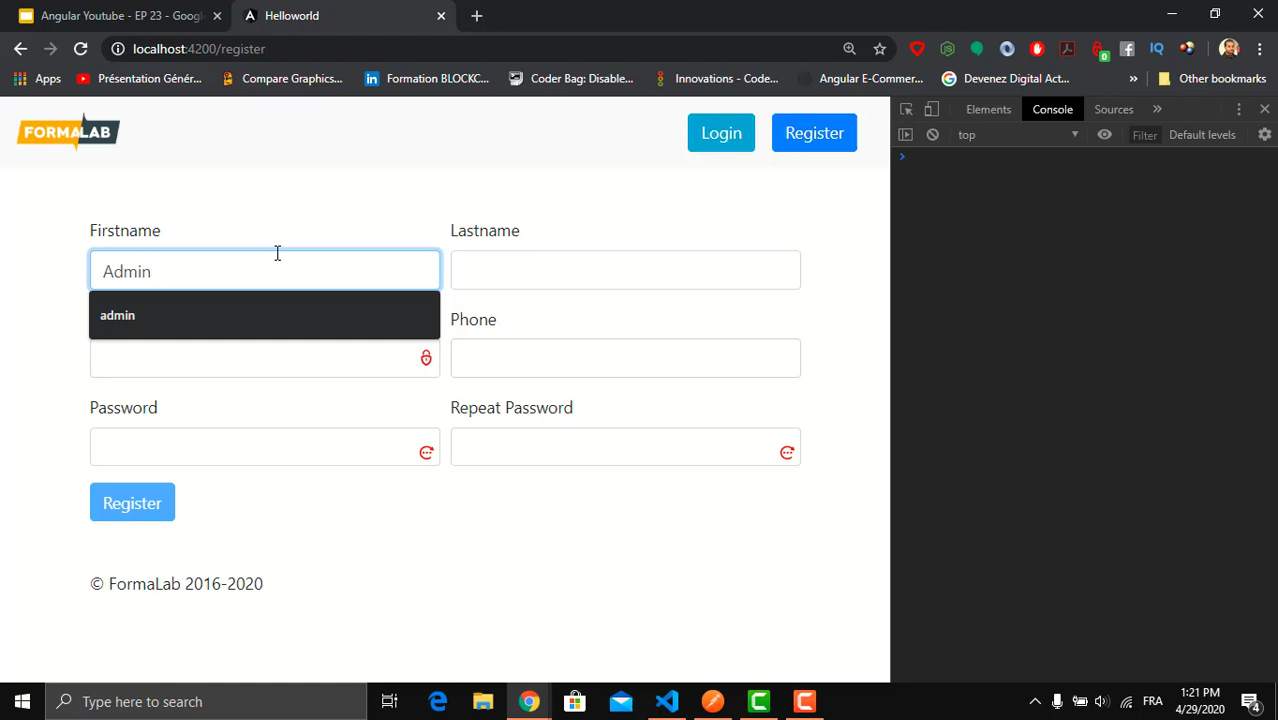 Angular Youtube - EP 23 - Googl
Helloworld
localhost:4200/register
Apps
Présentation Génér...
Compare Graphics...
Formation BLOCKC...
Coder Bag: Disable...
Innovations - Code...
Angular E-Commer...
Devenez Digital Act...
»
Other bookmarks
FORMALAB
Login
Register
Elements
Console
Sources
»
top
Filter
Default levels
Firstname
Lastname
Admin
admin
Phone
Password
Repeat Password
Register
© FormaLab 2016-2020
Type here to search
FRA
1:21 PM
4/29/2020
4